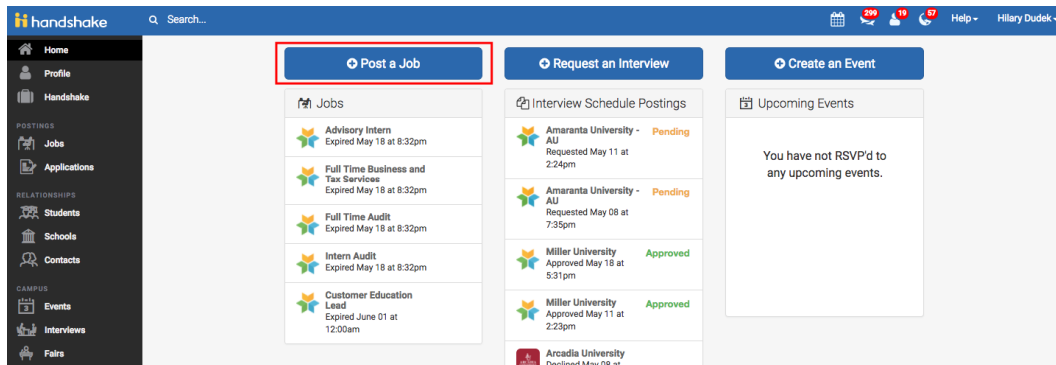 handshake
Search...
299
19
57
Help
Hilary Dudek
Home
Profile
Handshake
POSTINGS
Jobs
Applications
RELATIONSHIPS
Students
Schools
Contacts
CAMPUS
3 Events
Interviews
Fairs
Post a Job
Jobs
Advisory Intern
Expired May 18 at 8:32pm
Full Time Business and
Tax Services
Expired May 18 at 8:32pm
Full Time Audit
Expired May 18 at 8:32pm
Intern Audit
Expired May 18 at 8:32pm
Customer Education
Lead
Expired June 01 at
12:00am
Request an Interview
Interview Schedule Postings
Amaranta University - Pending
AU
Requested May 11 at
2:24pm
Amaranta University - Pending
AU
Requested May 08 at
7:35pm
Miller University Approved
Approved May 18 at
5:31pm
Miller University Approved
Approved May 11 at
2:23pm
Arcadia University
Declined May 08 at
Create an Event
3 Upcoming Events
You have not RSVP'd to
any upcoming events.